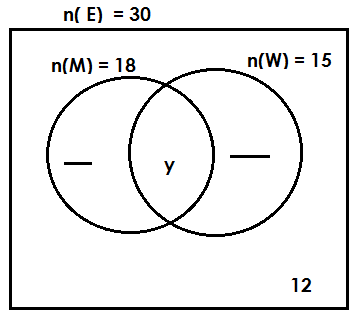 n( E) = 30
n(M) = 18
n(W) = 15
y
12